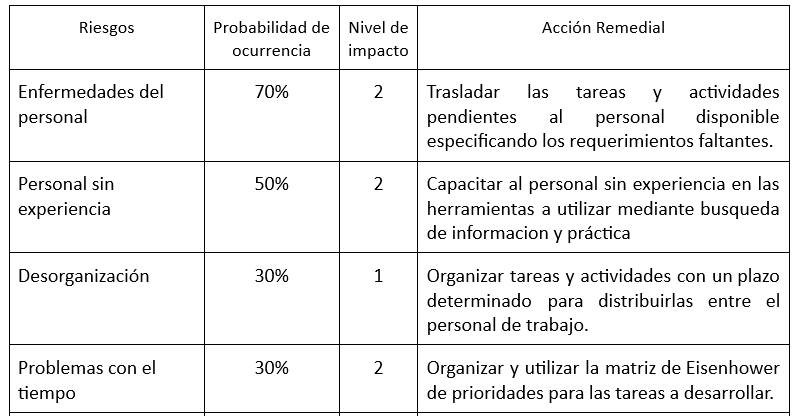 Riesgos
Probabilidad de
ocurrencia
Nivel de
impacto
Acción Remedial
Enfermedades del
personal
70%
2
Trasladar las tareas y actividades
pendientes al personal disponible
especificando los requerimientos faltantes.
Personal sin
experiencia
50%
2
Capacitar al personal sin experiencia en las
herramientas a utilizar mediante busqueda
de informacion y práctica
Desorganización
30%
1
Organizar tareas y actividades con un plazo
determinado para distribuirlas entre el
personal de trabajo.
Problemas con el
tiempo
30%
2
Organizar y utilizar la matriz de Eisenhower
de prioridades para las tareas a desarrollar.